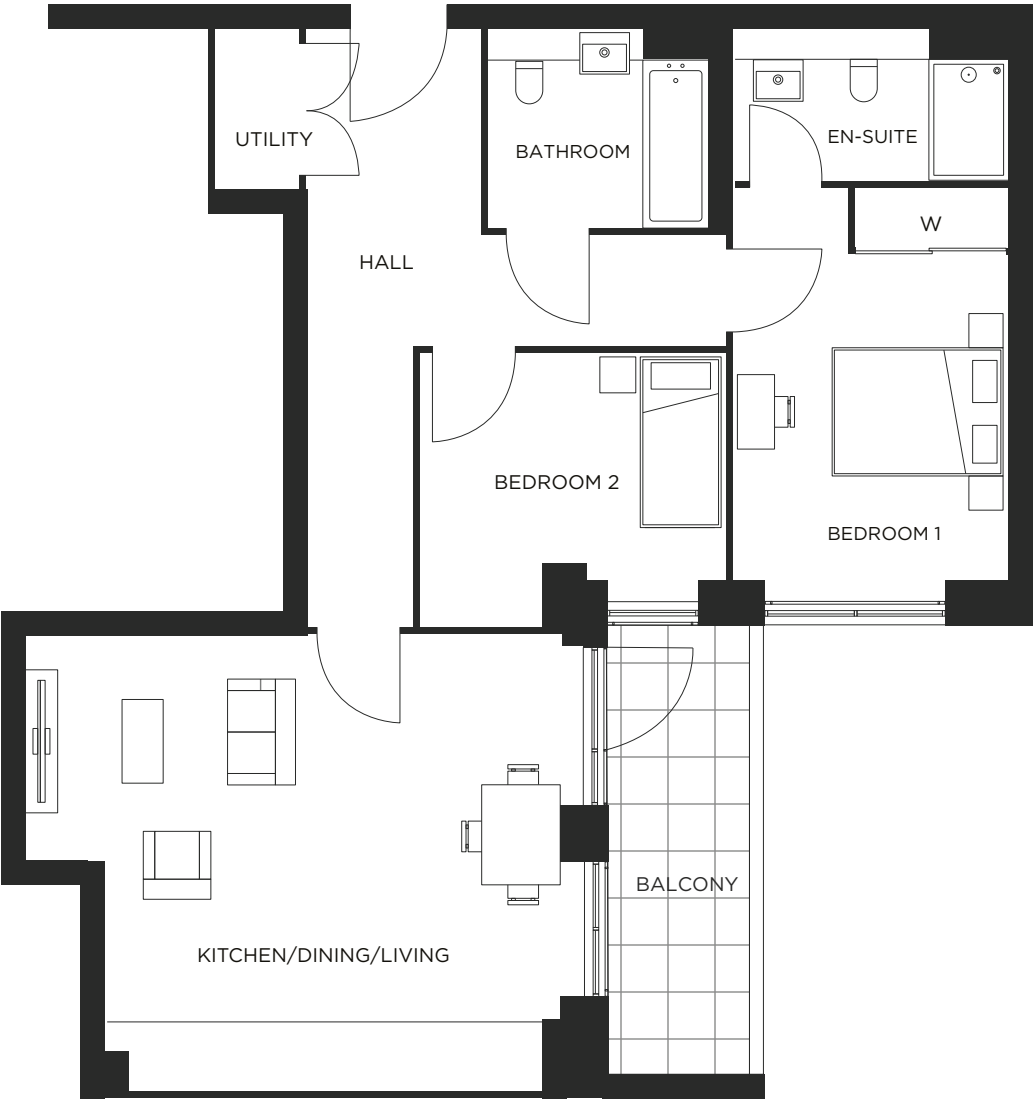 UTILITY
BATHROOM
EN-SUITE
W
HALL
BEDROOM 2
BEDROOM 1
BALCONY
KITCHEN/DINING/LIVING